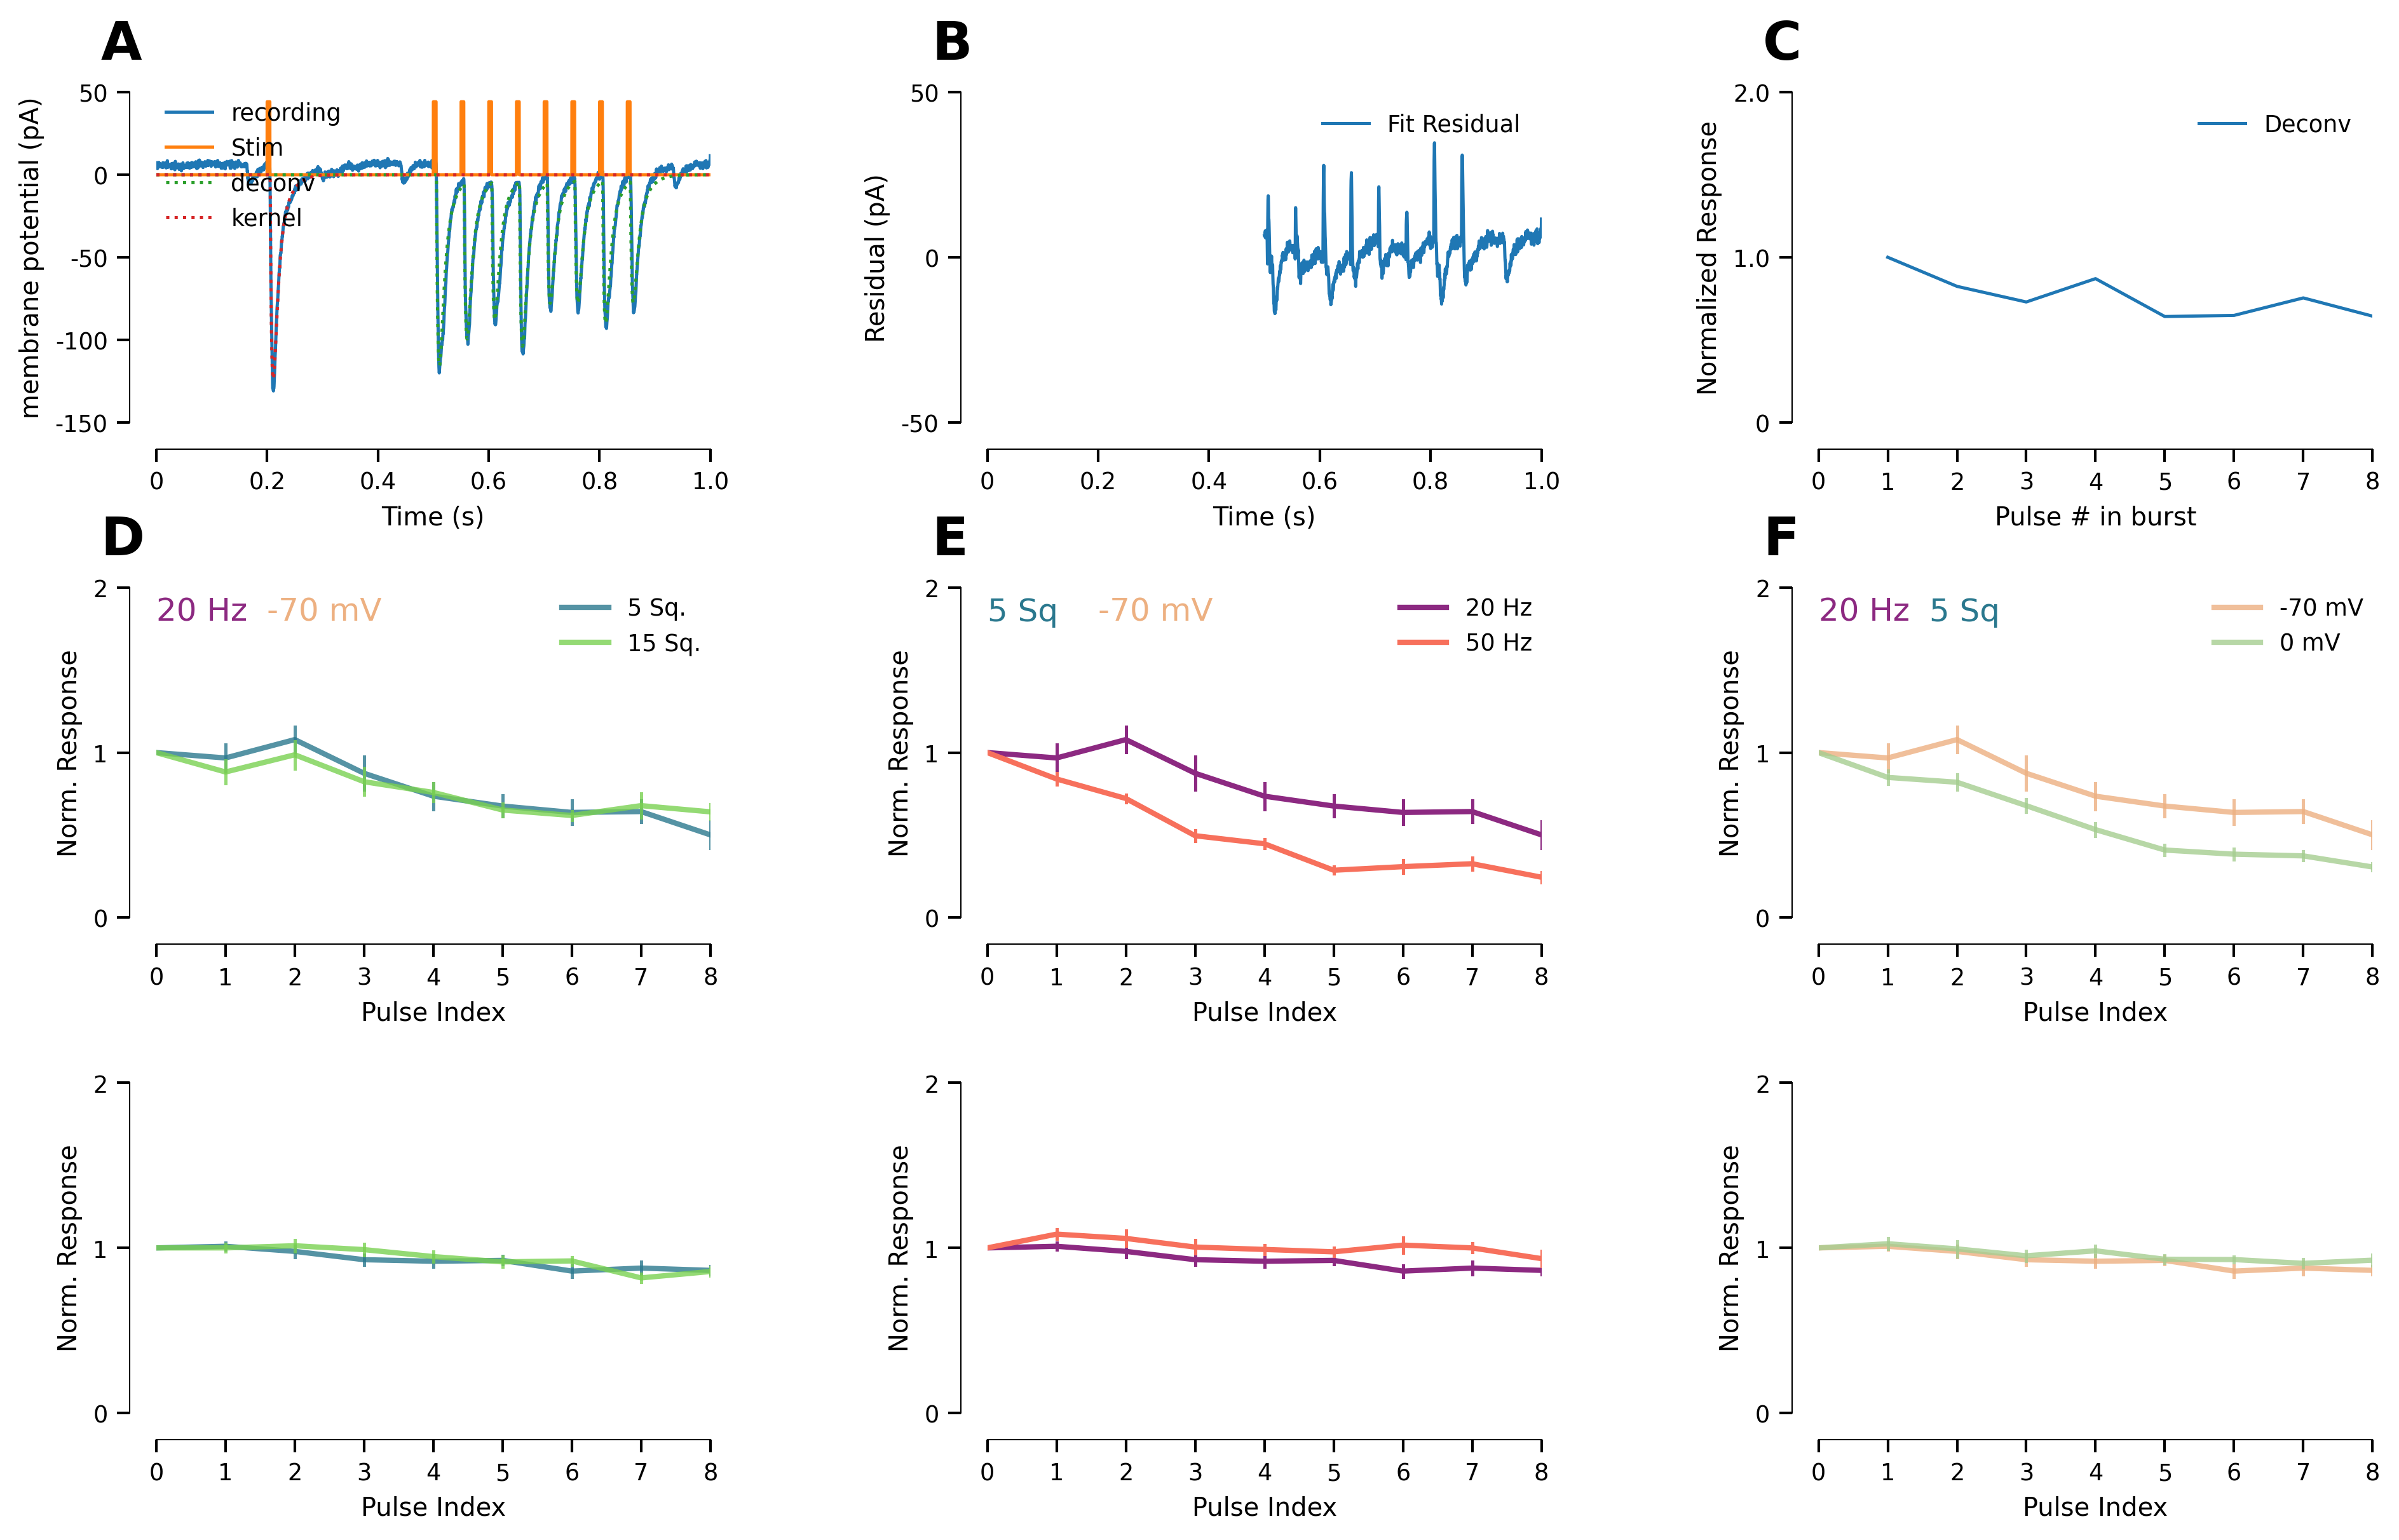 A
50
0
-50
-100
-150
membrane potential (pA)
recording
Stim
deconv
kernel
0 0.2 0.4 0.6 0.8 1.0
Time (s)
B
50
0
-50
Residual (pA)
Fit Residual
0 0.2 0.4 0.6 0.8 1.0
Time (s)
C
2.0
1.0
0
Normalized Response
Deconv
0 1 2 3 4 5 6 7 8
Pulse # in burst
D
2
1
0
Norm. Response
20 Hz -70 mV
5 Sq.
15 Sq.
0 1 2 3 4 5 6 7 8
Pulse Index
E
2
1
0
Norm. Response
5 Sq -70 mV
20 Hz
50 Hz
0 1 2 3 4 5 6 7 8
Pulse Index
F
2
1
0
Norm. Response
20 Hz 5 Sq
-70 mV
0 mV
0 1 2 3 4 5 6 7 8
Pulse Index
2
1
0
Norm. Response
0 1 2 3 4 5 6 7 8
Pulse Index
2
1
0
Norm. Response
0 1 2 3 4 5 6 7 8
Pulse Index
2
1
0
Norm. Response
0 1 2 3 4 5 6 7 8
Pulse Index